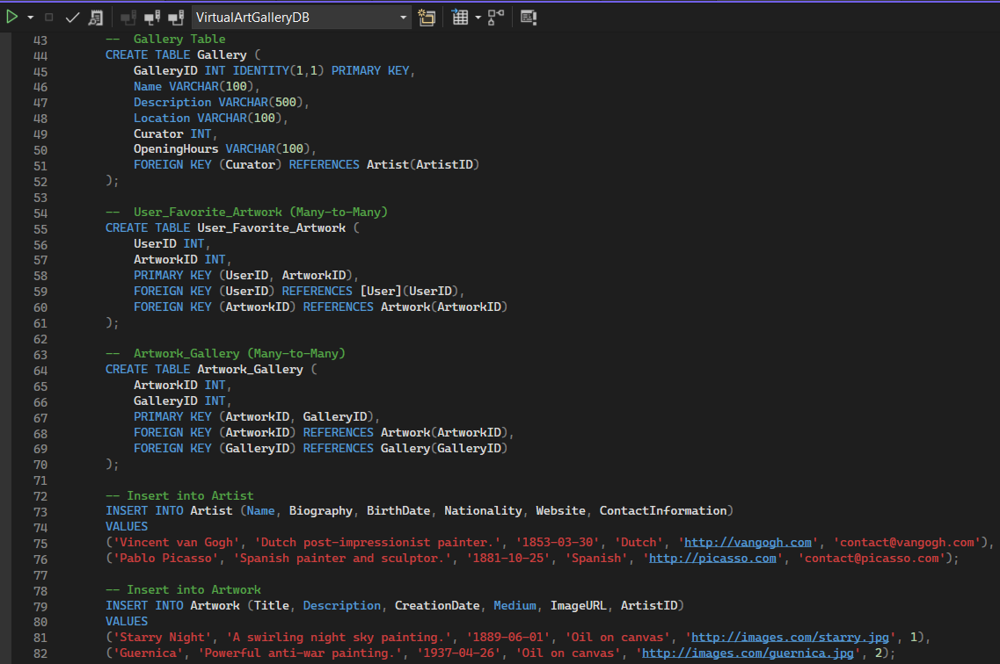 VirtualArtGalleryDB
43 -- Gallery Table
44 CREATE TABLE Gallery (
45 GalleryID INT IDENTITY(1,1) PRIMARY KEY,
46 Name VARCHAR(100),
47 Description VARCHAR(500),
48 Location VARCHAR(100),
49 Curator INT,
50 OpeningHours VARCHAR(100),
51 FOREIGN KEY (Curator) REFERENCES Artist(ArtistID)
52 );
53
54 -- User_Favorite_Artwork (Many-to-Many)
55 CREATE TABLE User_Favorite_Artwork (
56 UserID INT,
57 ArtworkID INT,
58 PRIMARY KEY (UserID, ArtworkID),
59 FOREIGN KEY (UserID) REFERENCES [User](UserID),
60 FOREIGN KEY (ArtworkID) REFERENCES Artwork(ArtworkID)
61 );
62
63 -- Artwork_Gallery (Many-to-Many)
64 CREATE TABLE Artwork_Gallery (
65 ArtworkID INT,
66 GalleryID INT,
67 PRIMARY KEY (ArtworkID, GalleryID),
68 FOREIGN KEY (ArtworkID) REFERENCES Artwork(ArtworkID),
69 FOREIGN KEY (GalleryID) REFERENCES Gallery(GalleryID)
70 );
71
72 -- Insert into Artist
73 INSERT INTO Artist (Name, Biography, BirthDate, Nationality, Website, ContactInformation)
74 VALUES
75 ('Vincent van Gogh', 'Dutch post-impressionist painter.', '1853-03-30', 'Dutch', 'http://vangogh.com', 'contact@vangogh.com'),
76 ('Pablo Picasso', 'Spanish painter and sculptor.', '1881-10-25', 'Spanish', 'http://picasso.com', 'contact@picasso.com');
77
78 -- Insert into Artwork
79 INSERT INTO Artwork (Title, Description, CreationDate, Medium, ImageURL, ArtistID)
80 VALUES
81 ('Starry Night', 'A swirling night sky painting.', '1889-06-01', 'Oil on canvas', 'http://images.com/starry.jpg', 1),
82 ('Guernica', 'Powerful anti-war painting.', '1937-04-26', 'Oil on canvas', 'http://images.com/guernica.jpg', 2);